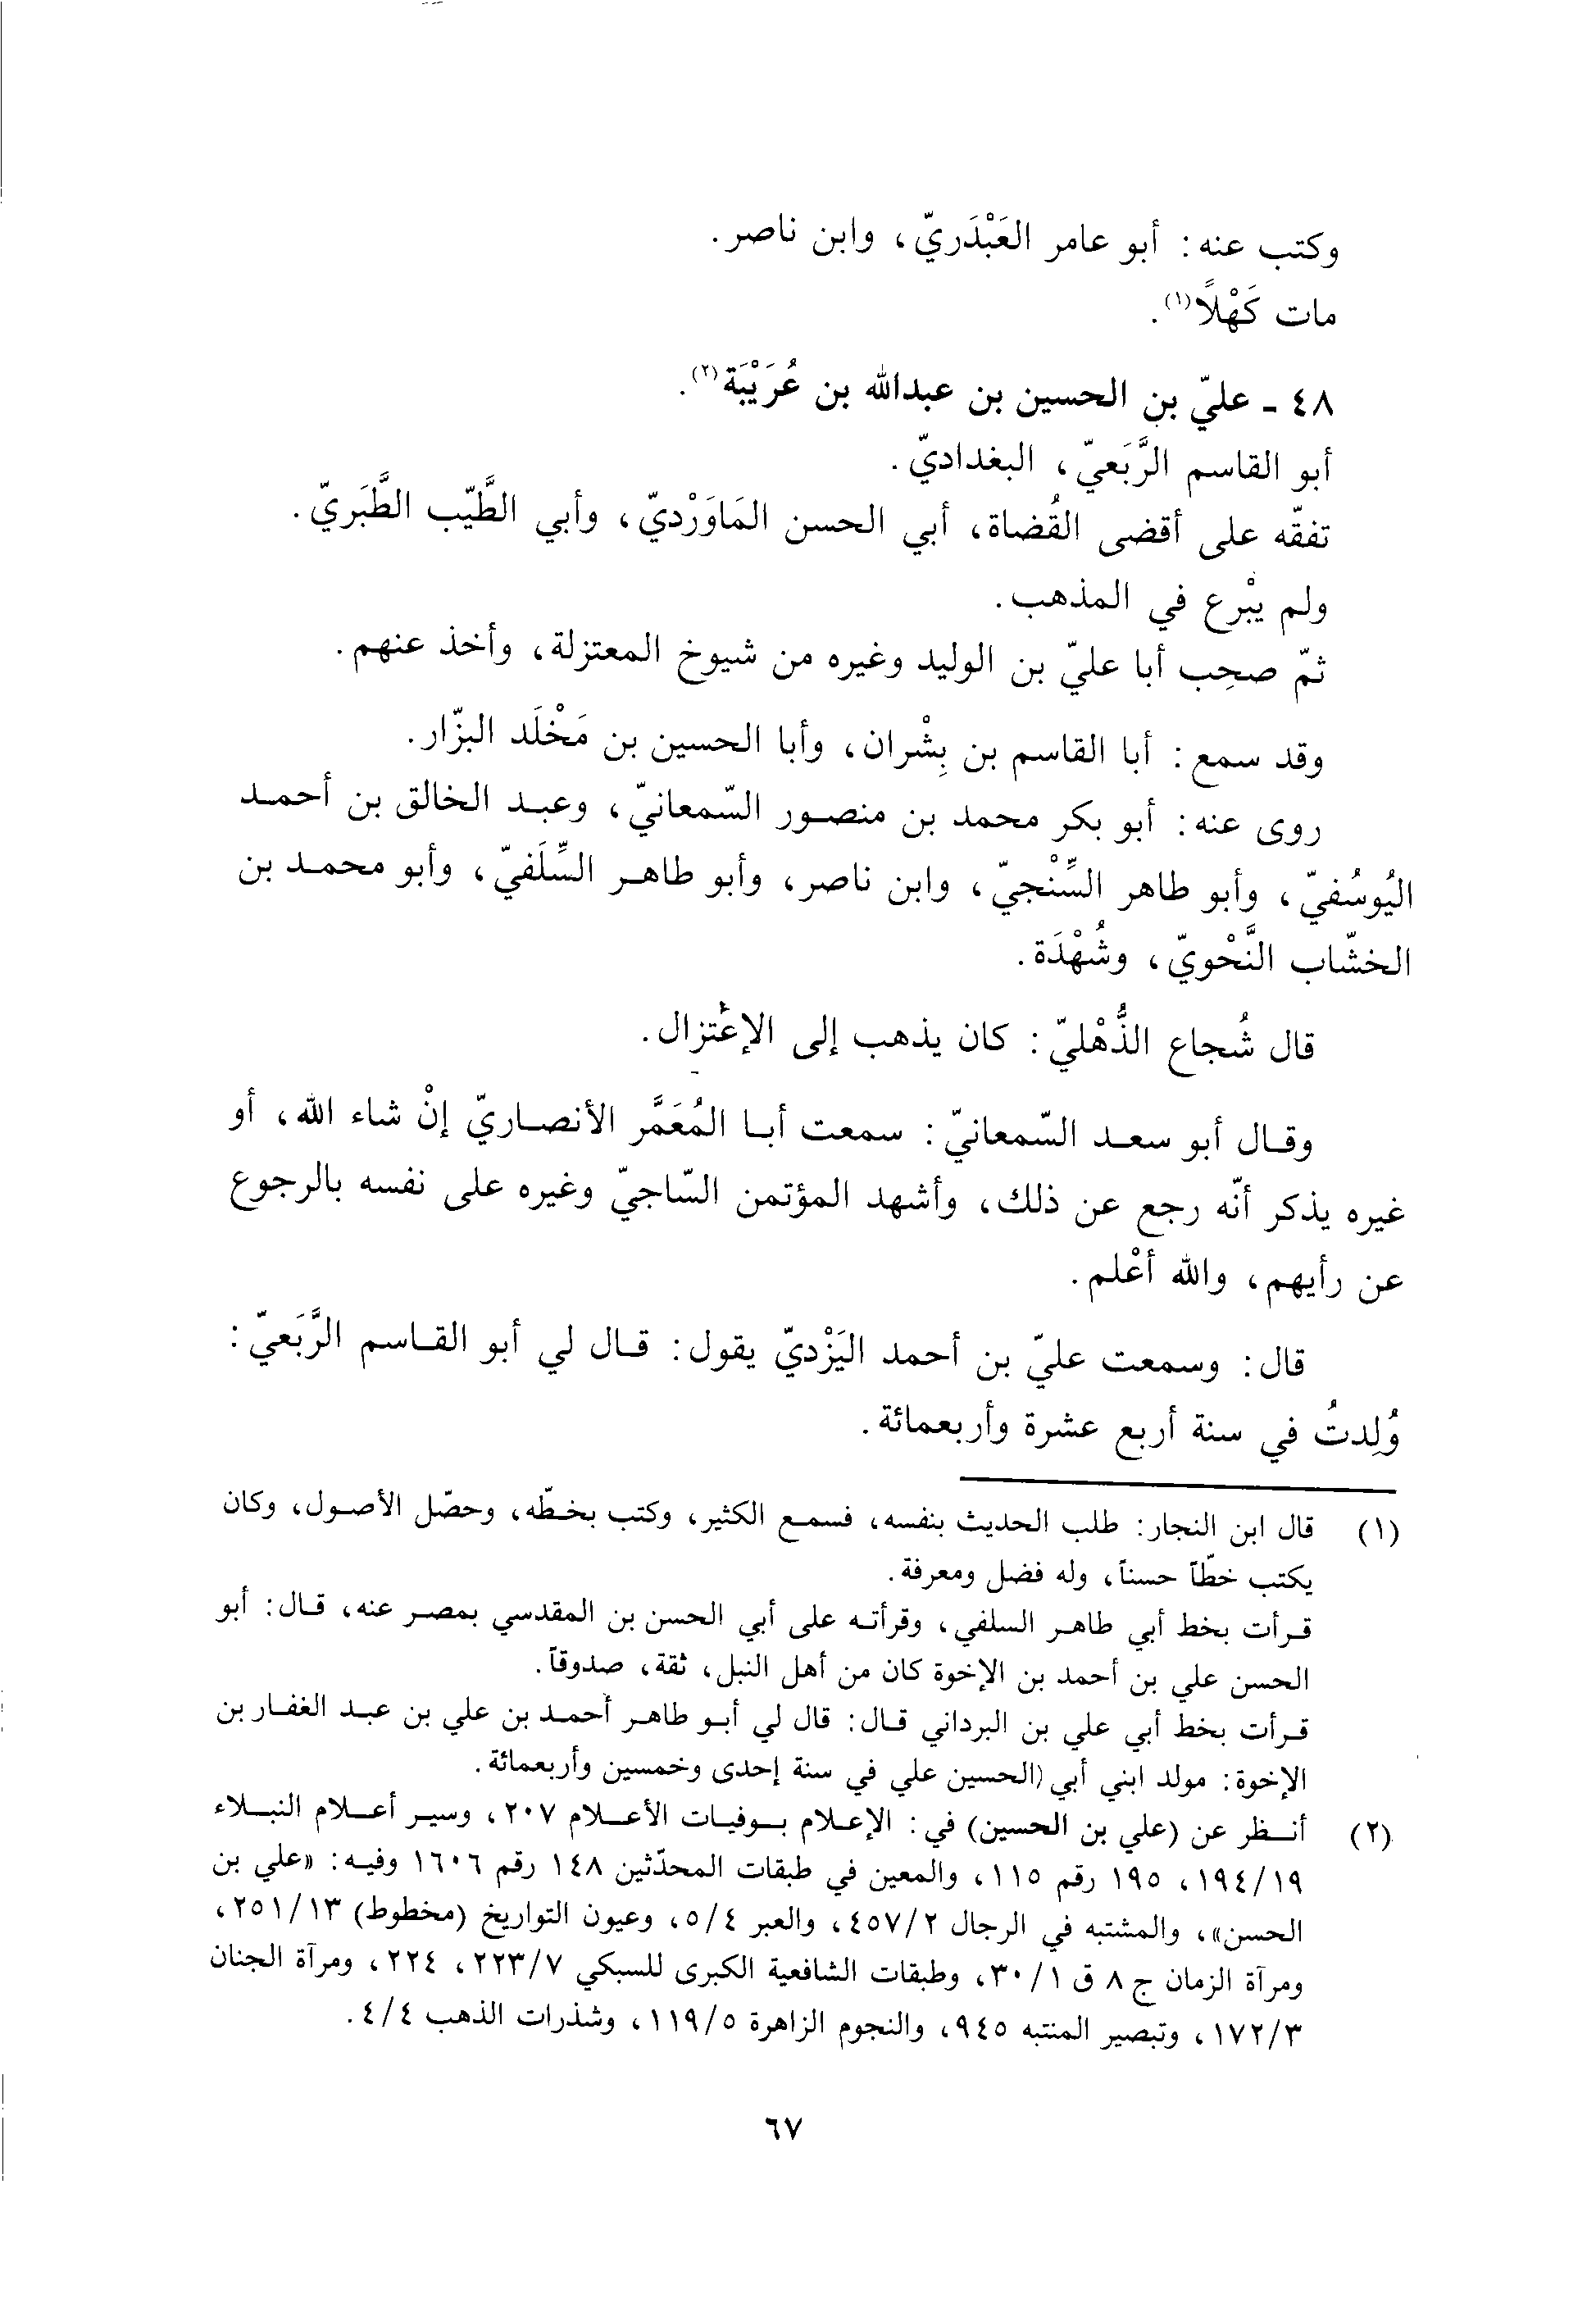 وكتب عنه: أبو عامر العَبْدَريّ، وابن ناصر.
مات كَهْلًا(١).
٤٨ - عليّ بن الحسين بن عبدالله بن عُرَيْبَة(٢).
أبو القاسم الرَّبَعيّ، البغداديّ.
تفقّه على أقضى القُضاة، أبي الحسن المَاوَرْديّ، وأبي الطَّيّب الطَّبَريّ.
ولم يبْرع في المذهب.
ثمّ صحِب أبا عليّ بن الوليد وغيره من شيوخ المعتزلة، وأخذ عنهم.
وقد سمع: أبا القاسم بن بِشْران، وأبا الحسين بن مَخْلَد البزّار.
روى عنه: أبو بكر محمد بن منصور السّمعانيّ، وعبد الخالق بن أحمد
اليُوسُفيّ، وأبو طاهر السِّنْجيّ، وابن ناصر، وأبو طاهر السِّلَفيّ، وأبو محمد بن
الخشّاب النَّحْويّ، وشُهْدَة.
قال شُجاع الذُّهْليّ: كان يذهب إلى الإعْتزال.
وقال أبو سعد السّمعانيّ: سمعت أبا المُعَمَّر الأنصاريّ إنْ شاء الله، أو
غيره يذكر أنّه رجع عن ذلك، وأشهد المؤتمن السّاجيّ وغيره على نفسه بالرجوع
عن رأيهم، والله أعْلم.
قال: وسمعت عليّ بن أحمد اليَزْديّ يقول: قال لي أبو القاسم الرَّبَعيّ:
وُلِدتُ في سنة أربع عشرة وأربعمائة.
(١) قال ابن النجار: طلب الحديث بنفسه، فسمع الكثير، وكتب بخطّه، وحصّل الأصول، وكان
يكتب خطّاً حسناً، وله فضل ومعرفة.
قرأت بخط أبي طاهر السلفي، وقرأته على أبي الحسن بن المقدسي بمصر عنه، قال: أبو
الحسن علي بن أحمد بن الإخوة كان من أهل النبل، ثقة، صدوقاً.
قرأت بخط أبي علي بن البرداني قال: قال لي أبو طاهر أحمد بن علي بن عبد الغفار بن
الإخوة: مولد ابني أبي (الحسين علي في سنة إحدى وخمسين وأربعمائة.
(٢) أنظر عن (علي بن الحسين) في: الإعلام بوفيات الأعلام ٢٠٧، وسير أعلام النبلاء
١٩٤/١٩، ١٩٥ رقم ١١٥، والمعين في طبقات المحدّثين ١٤٨ رقم ١٦٠٦ وفيه: «علي بن
الحسن»، والمشتبه في الرجال ٤٥٧/٢، والعبر ٥/٤، وعيون التواريخ (مخطوط) ٢٥١/١٣،
ومرآة الزمان ج ٨ ق ٣٠/١، وطبقات الشافعية الكبرى للسبكي ٢٢٣/٧، ٢٢٤، ومرآة الجنان
١٧٢/٣، وتبصير المنتبه ٩٤٥، والنجوم الزاهرة ١١٩/٥، وشذرات الذهب ٤/٤.
٦٧